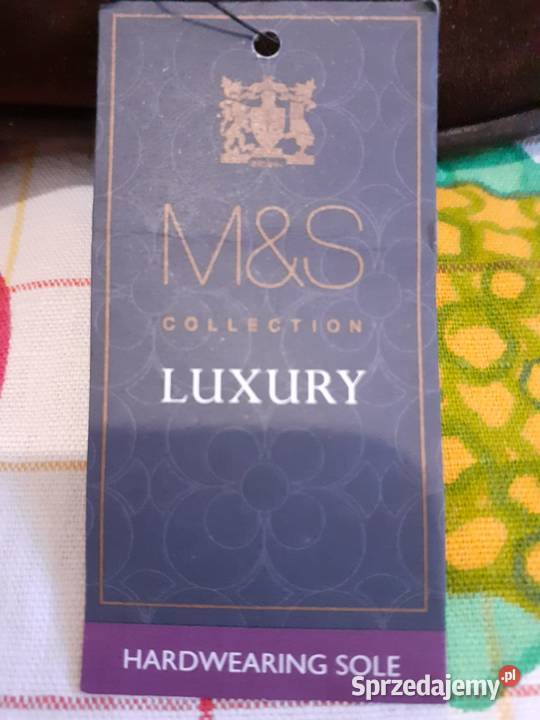 M&S
COLLECTION
LUXURY
HARDWEARING SOLE
Sprzedajemy.pl